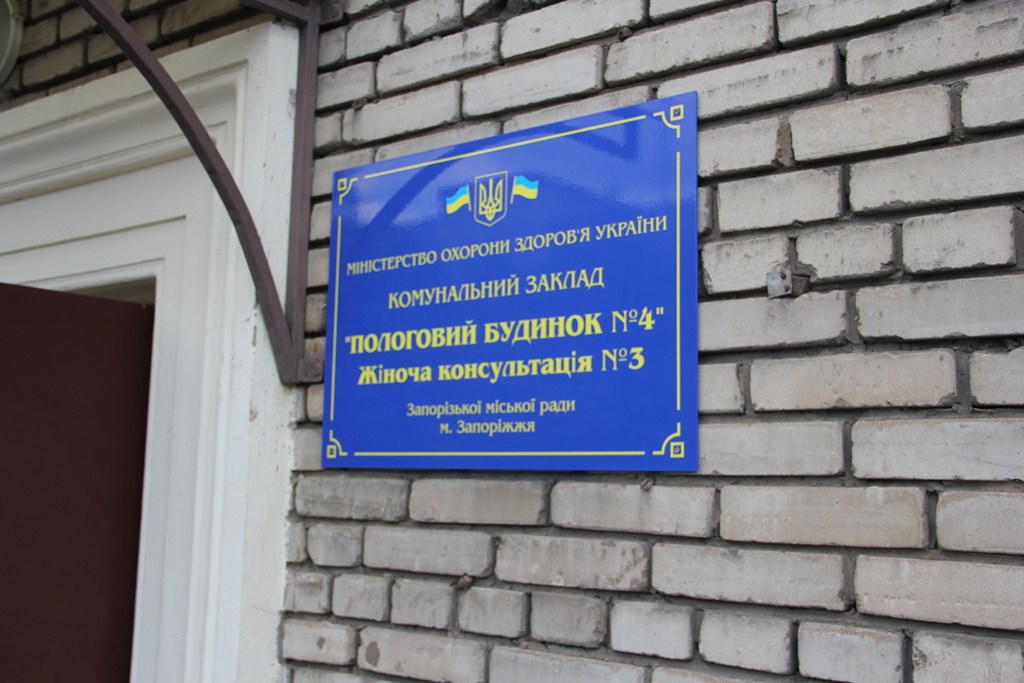 МІНІСТЕРСТВО ОХОРОНИ ЗДОРОВ'Я УКРАЇНИ
КОМУНАЛЬНИЙ ЗАКЛАД
"ПОЛОГОВИЙ БУДИНОК №4"
Жіноча консультація №3
Запорізької міської ради
м. Запоріжжя